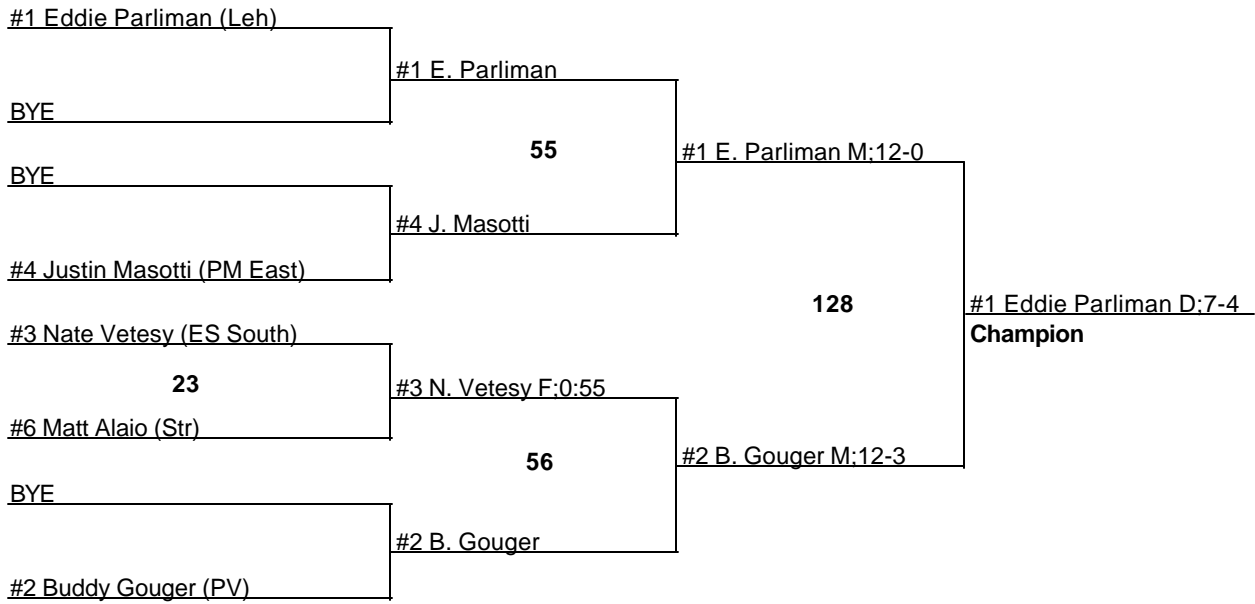 #1 Eddie Parliman (Leh)
#1 E. Parliman
BYE
55
#1 E. Parliman M;12-0
BYE
#4 J. Masotti
#4 Justin Masotti (PM East)
128
#1 Eddie Parliman D;7-4
#3 Nate Vetesy (ES South)
Champion
23
#3 N. Vetesy F;0:55
#6 Matt Alaio (Str)
56
#2 B. Gouger M;12-3
BYE
#2 B. Gouger
#2 Buddy Gouger (PV)